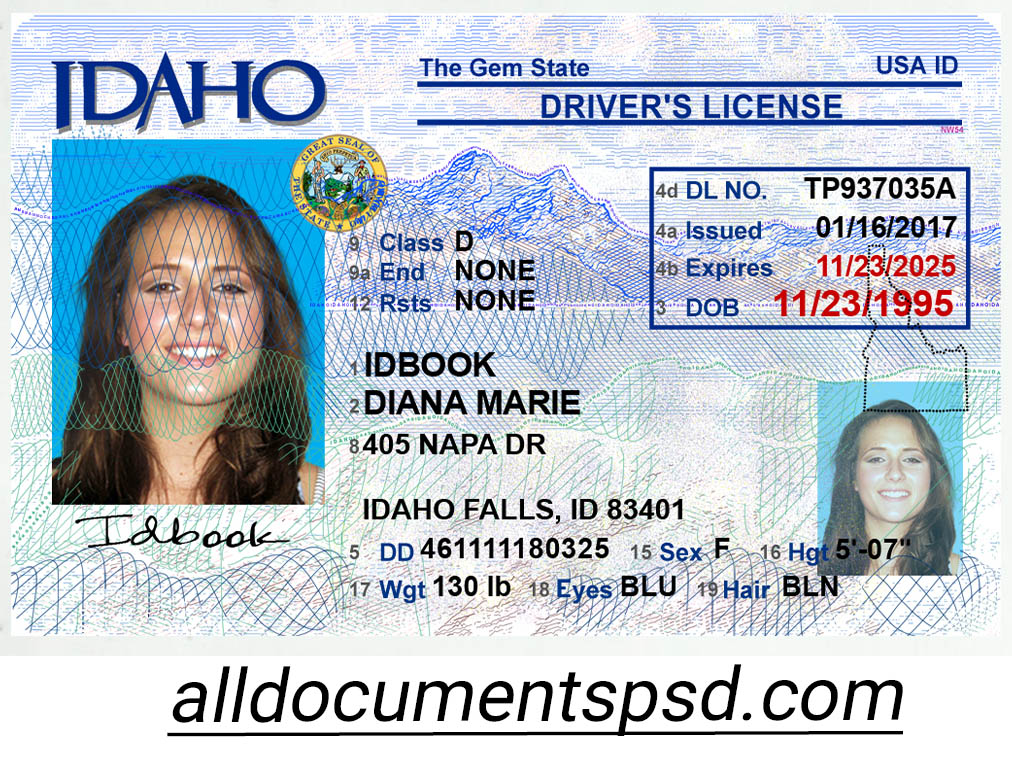 IDAHO
The Gem State
USA ID
DRIVER'S LICENSE
NW54
GREAT SEAL OF
THE STATE
4d DL NO. TP937035A
4a Issued 01/16/2017
4b Expires 11/23/2025
3 DOB 11/23/1995
9 Class D
9a End NONE
12 Rsts NONE
1 IDBOOK
2 DIANA MARIE
8 405 NAPA DR
IDAHO FALLS, ID 83401
Idbook
5 DD 461111180325 15 Sex F 16 Hgt 5'-07"
17 Wgt 130 lb 18 Eyes BLU 19 Hair BLN
alldocumentspsd.com